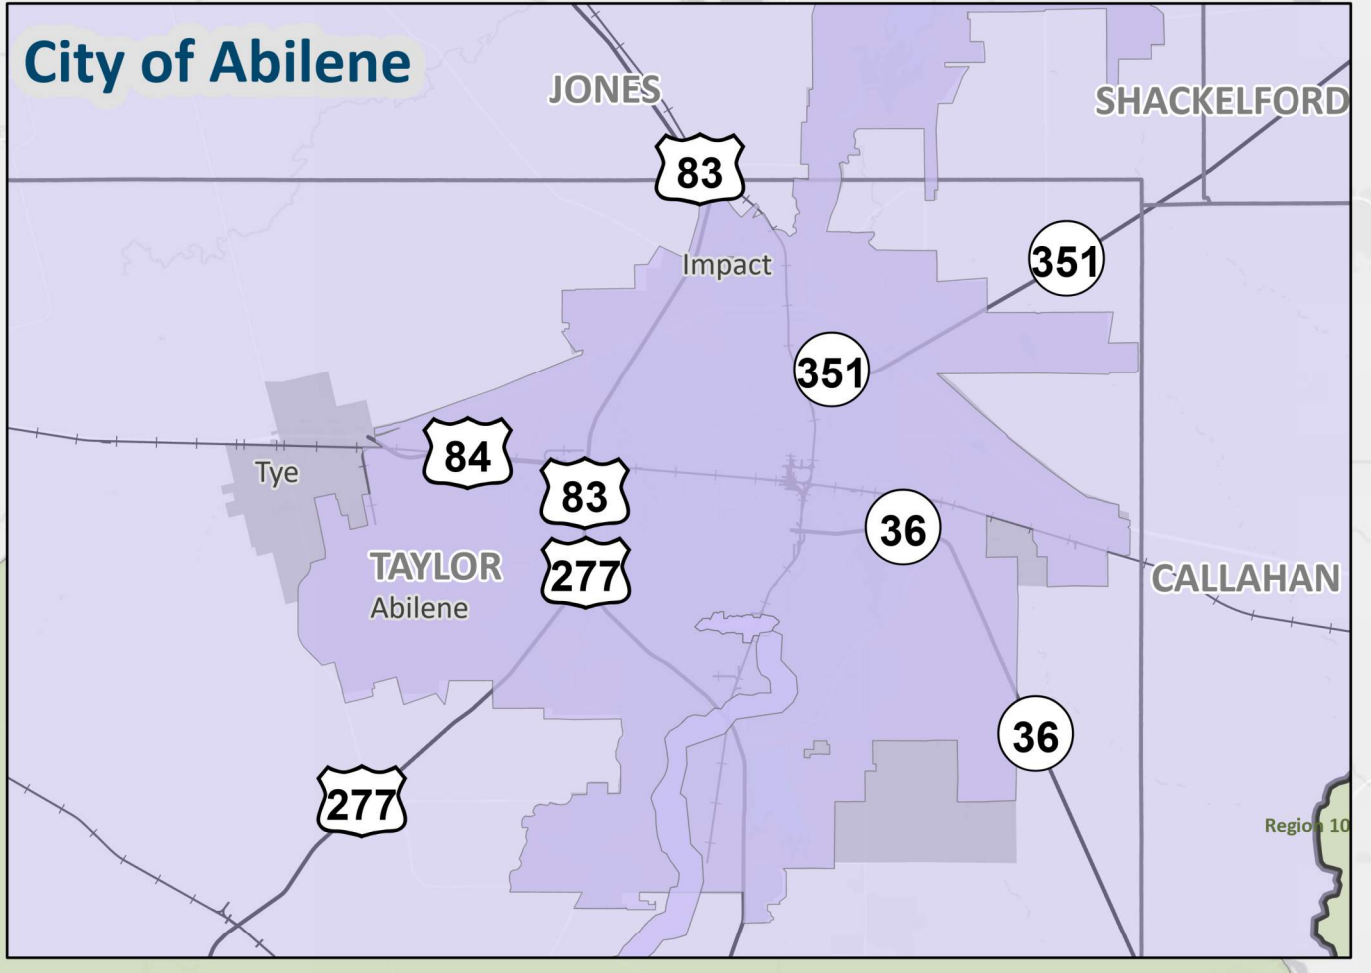 City of Abilene
JONES
SHACKELFORD
83
351
Impact
351
84
Tye
83
36
TAYLOR
277
CALLAHAN
Abilene
36
277
Region 10